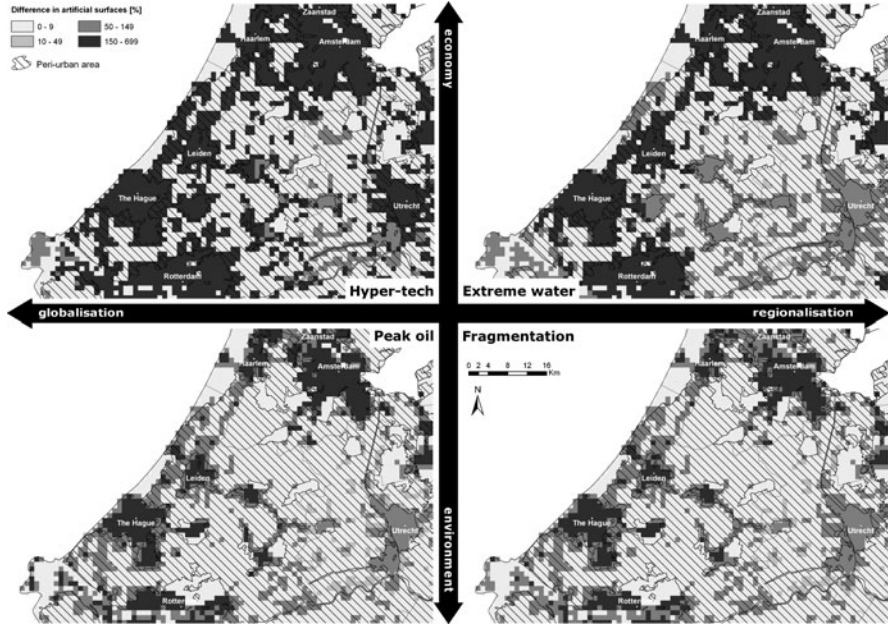 Difference in artificial surfaces [%]
0 - 9
50 - 149
10 - 49
150 - 699
Peri-urban area
Zaanstad
Haarlem
Amsterdam
Leiden
The Hague
Utrecht
Rotterdam
Hyper-tech
economy
Zaanstad
Haarlem
Amsterdam
Leiden
The Hague
Utrecht
Rotterdam
Extreme water
globalisation
regionalisation
Peak oil
Zaanstad
Haarlem
Amsterdam
Leiden
The Hague
Utrecht
environment
Fragmentation
0 2 4 8 12 16
Km
N
Zaanstad
Haarlem
Amsterdam
Leiden
The Hague
Utrecht